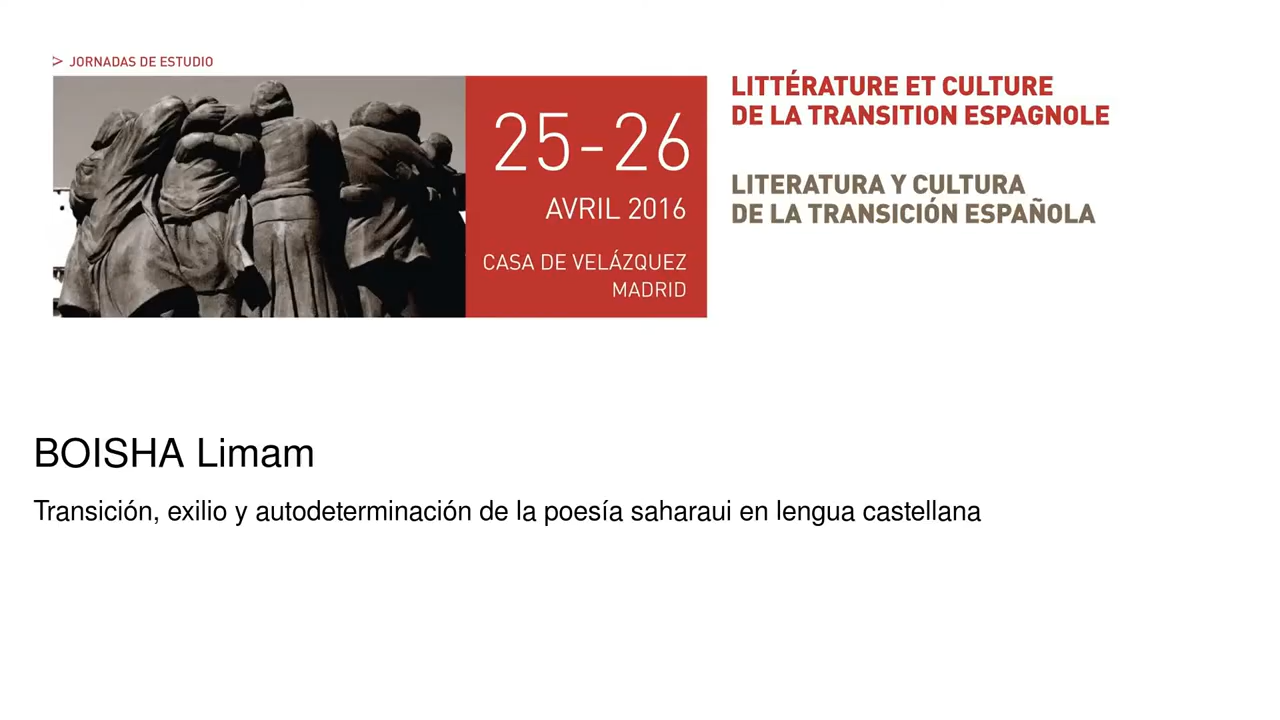 > JORNADAS DE ESTUDIO
25-26
AVRIL 2016
CASA DE VELÁZQUEZ
MADRID
LITTÉRATURE ET CULTURE
DE LA TRANSITION ESPAGNOLE
LITERATURA Y CULTURA
DE LA TRANSICIÓN ESPAÑOLA
BOISHA Limam
Transición, exilio y autodeterminación de la poesía saharaui en lengua castellana